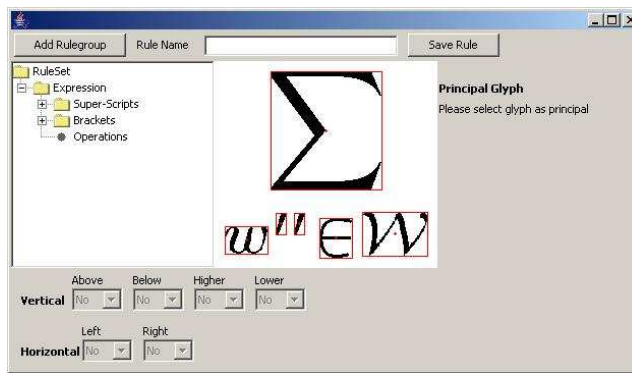 Add Rulegroup Rule Name Save Rule
RuleSet
Expression
Super-Scripts
Brackets
Operations
∑
w′′ ∈ W
Principal Glyph
Please select glyph as principal
Above Below Higher Lower
Vertical No No No No
Left Right
Horizontal No No